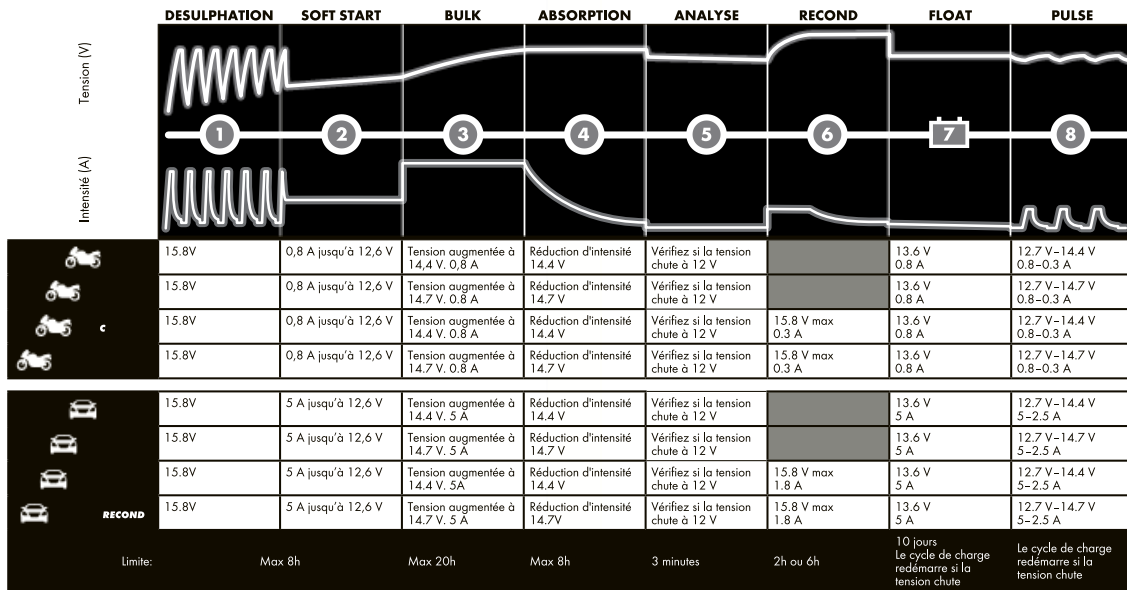 DESULPHATION SOFT START BULK ABSORPTION ANALYSE RECOND FLOAT PULSE
Tension (V)
1 2 3 4 5 6 7 8
Intensité (A)
15.8V 0,8 A jusqu'à 12,6 V Tension augmentée à Réduction d'intensité Vérifiez si la tension 13.6 V 12.7 V–14.4 V
14,4 V. 0,8 A 14.4 V chute à 12 V 0.8 A 0.8–0.3 A
15.8V 0,8 A jusqu'à 12,6 V Tension augmentée à Réduction d'intensité Vérifiez si la tension 13.6 V 12.7 V–14.7 V
14.7 V. 0.8 A 14.7 V chute à 12 V 0.8 A 0.8–0.3 A
C 15.8V 0,8 A jusqu'à 12,6 V Tension augmentée à Réduction d'intensité Vérifiez si la tension 15.8 V max 13.6 V 12.7 V–14.4 V
14.4 V. 0.8 A 14.4 V chute à 12 V 0.3 A 0.8 A 0.8–0.3 A
15.8V 0,8 A jusqu'à 12,6 V Tension augmentée à Réduction d'intensité Vérifiez si la tension 15.8 V max 13.6 V 12.7 V–14.7 V
14.7 V. 0.8 A 14.7 V chute à 12 V 0.3 A 0.8 A 0.8–0.3 A
15.8V 5 A jusqu'à 12,6 V Tension augmentée à Réduction d'intensité Vérifiez si la tension 13.6 V 12.7 V–14.4 V
14.4 V. 5 A 14.4 V chute à 12 V 5 A 5–2.5 A
15.8V 5 A jusqu'à 12,6 V Tension augmentée à Réduction d'intensité Vérifiez si la tension 13.6 V 12.7 V–14.7 V
14.7 V. 5 A 14.7 V chute à 12 V 5 A 5–2.5 A
15.8V 5 A jusqu'à 12,6 V Tension augmentée à Réduction d'intensité Vérifiez si la tension 15.8 V max 13.6 V 12.7 V–14.4 V
14.4 V. 5A 14.4 V chute à 12 V 1.8 A 5 A 5–2.5 A
RECOND 15.8V 5 A jusqu'à 12,6 V Tension augmentée à Réduction d'intensité Vérifiez si la tension 15.8 V max 13.6 V 12.7 V–14.7 V
14.7 V. 5 A 14.7V chute à 12 V 1.8 A 5 A 5–2.5 A
Limite: Max 8h Max 20h Max 8h 3 minutes 2h ou 6h
10 jours
Le cycle de charge
redémarre si la
tension chute
Le cycle de charge
redémarre si la
tension chute